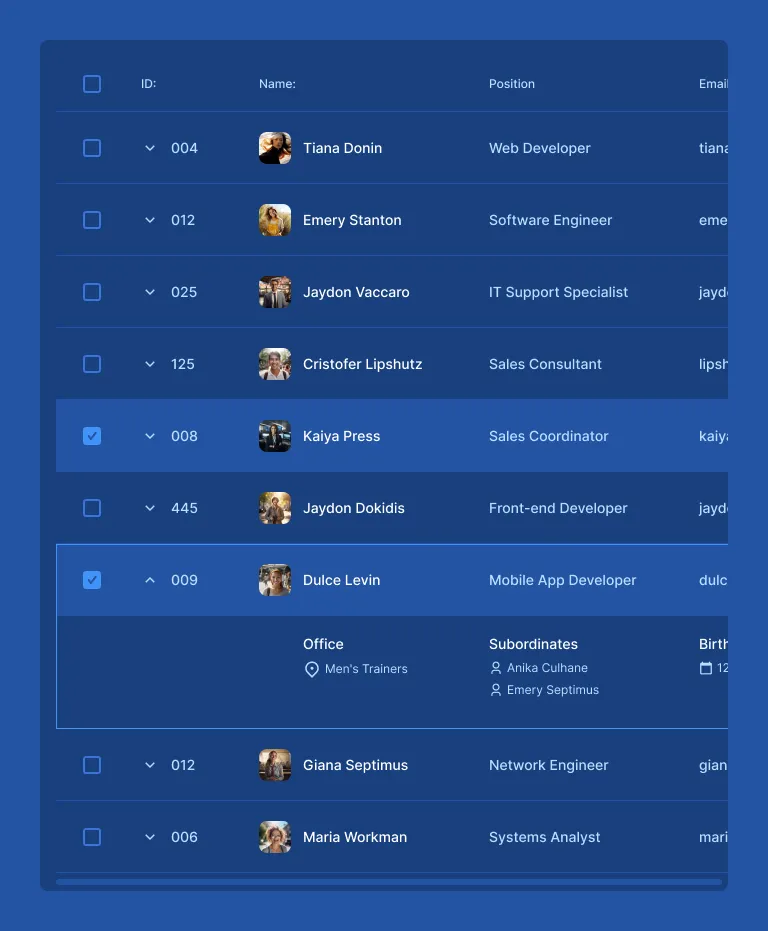 ID: Name: Position Email
004 Tiana Donin Web Developer tiana
012 Emery Stanton Software Engineer eme
025 Jaydon Vaccaro IT Support Specialist jayd
125 Cristofer Lipshutz Sales Consultant lipsh
008 Kaiya Press Sales Coordinator kaiya
445 Jaydon Dokidis Front-end Developer jayd
009 Dulce Levin Mobile App Developer dulc
Office Subordinates Birth
Men's Trainers Anika Culhane 12
Emery Septimus
012 Giana Septimus Network Engineer gian
006 Maria Workman Systems Analyst mari